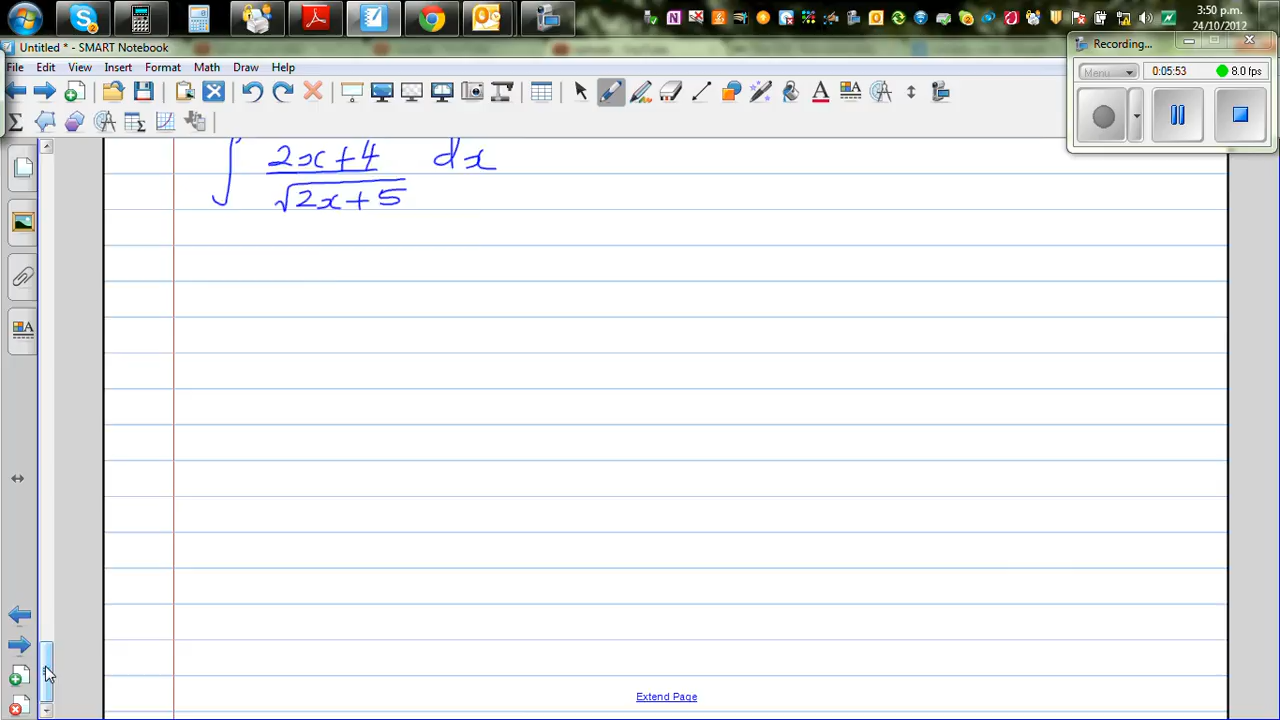 3:50 p.m.
24/10/2012
Untitled * - SMART Notebook
Recording...
File Edit View Insert Format Math Draw Help
Menu
0:05:53
8.0 fps
∫ 2x+4 dx
√2x+5
Extend Page